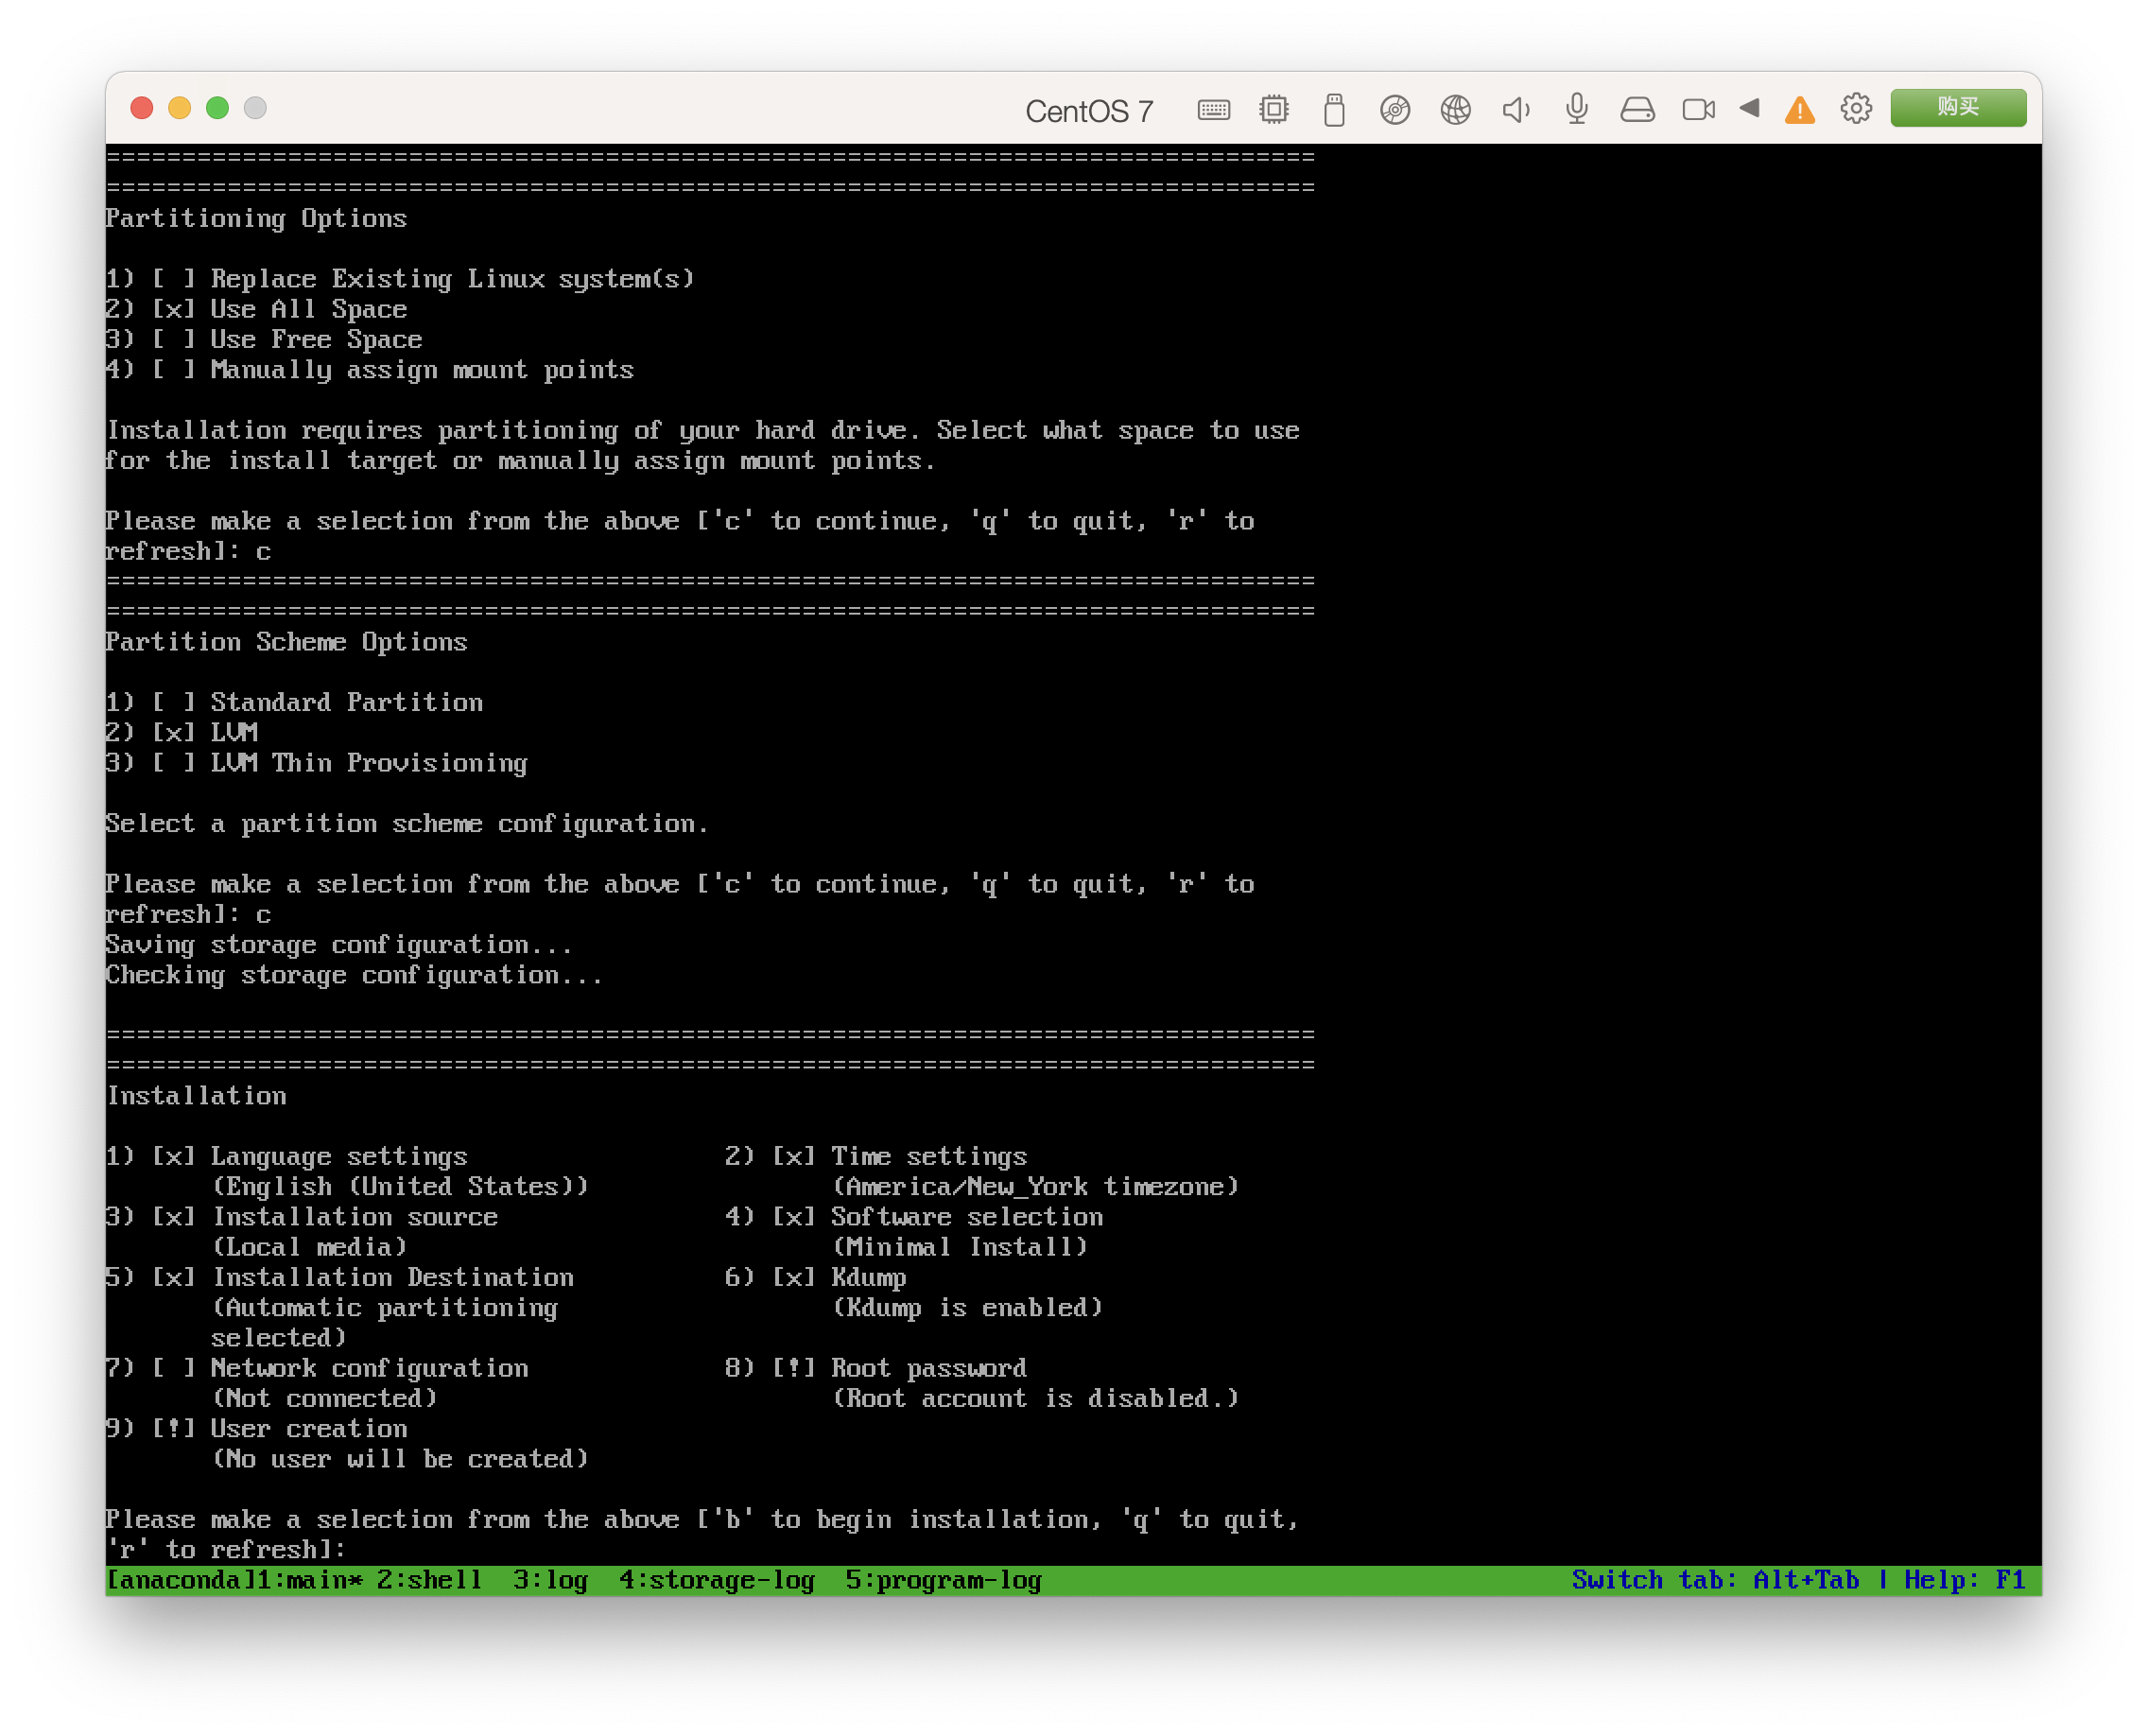 CentOS 7
购买
================================================================================
================================================================================
Partitioning Options
1) [ ] Replace Existing Linux system(s)
2) [x] Use All Space
3) [ ] Use Free Space
4) [ ] Manually assign mount points
Installation requires partitioning of your hard drive. Select what space to use
for the install target or manually assign mount points.
Please make a selection from the above ['c' to continue, 'q' to quit, 'r' to
refresh]: c
================================================================================
================================================================================
Partition Scheme Options
1) [ ] Standard Partition
2) [x] LVM
3) [ ] LVM Thin Provisioning
Select a partition scheme configuration.
Please make a selection from the above ['c' to continue, 'q' to quit, 'r' to
refresh]: c
Saving storage configuration...
Checking storage configuration...
================================================================================
================================================================================
Installation
1) [x] Language settings                 2) [x] Time settings
(English (United States))                (America/New_York timezone)
3) [x] Installation source               4) [x] Software selection
(Local media)                            (Minimal Install)
5) [x] Installation Destination          6) [x] Kdump
(Automatic partitioning                  (Kdump is enabled)
selected)
7) [ ] Network configuration             8) [!] Root password
(Not connected)                          (Root account is disabled.)
9) [!] User creation
(No user will be created)
Please make a selection from the above ['b' to begin installation, 'q' to quit,
'r' to refresh]:
[anaconda]1:main* 2:shell  3:log  4:storage-log  5:program-log          Switch tab: Alt+Tab | Help: F1